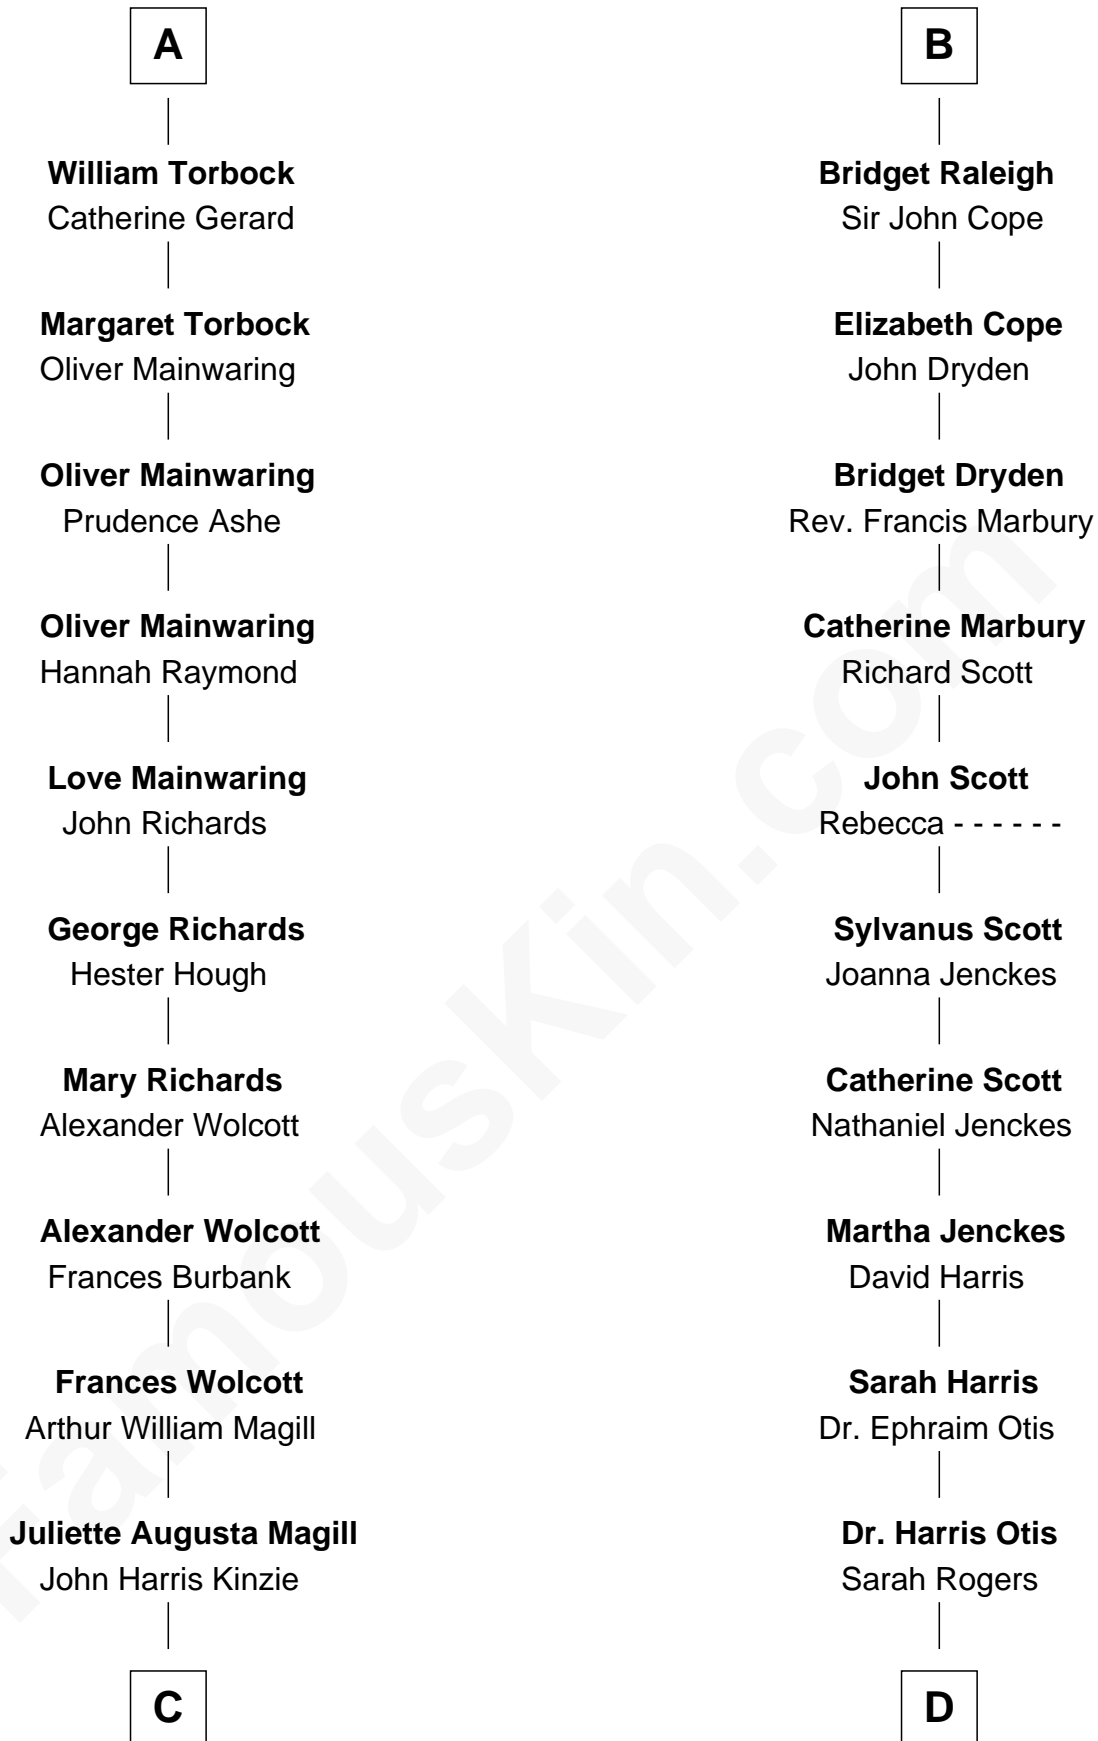 A
William Torbock
Catherine Gerard
Margaret Torbock
Oliver Mainwaring
Oliver Mainwaring
Prudence Ashe
Oliver Mainwaring
Hannah Raymond
Love Mainwaring
John Richards
George Richards
Hester Hough
Mary Richards
Alexander Wolcott
Alexander Wolcott
Frances Burbank
Frances Wolcott
Arthur William Magill
Juliette Augusta Magill
John Harris Kinzie
C
B
Bridget Raleigh
Sir John Cope
Elizabeth Cope
John Dryden
Bridget Dryden
Rev. Francis Marbury
Catherine Marbury
Richard Scott
John Scott
Rebecca - - - - - -
Sylvanus Scott
Joanna Jenckes
Catherine Scott
Nathaniel Jenckes
Martha Jenckes
David Harris
Sarah Harris
Dr. Ephraim Otis
Dr. Harris Otis
Sarah Rogers
D
FamousKin.com